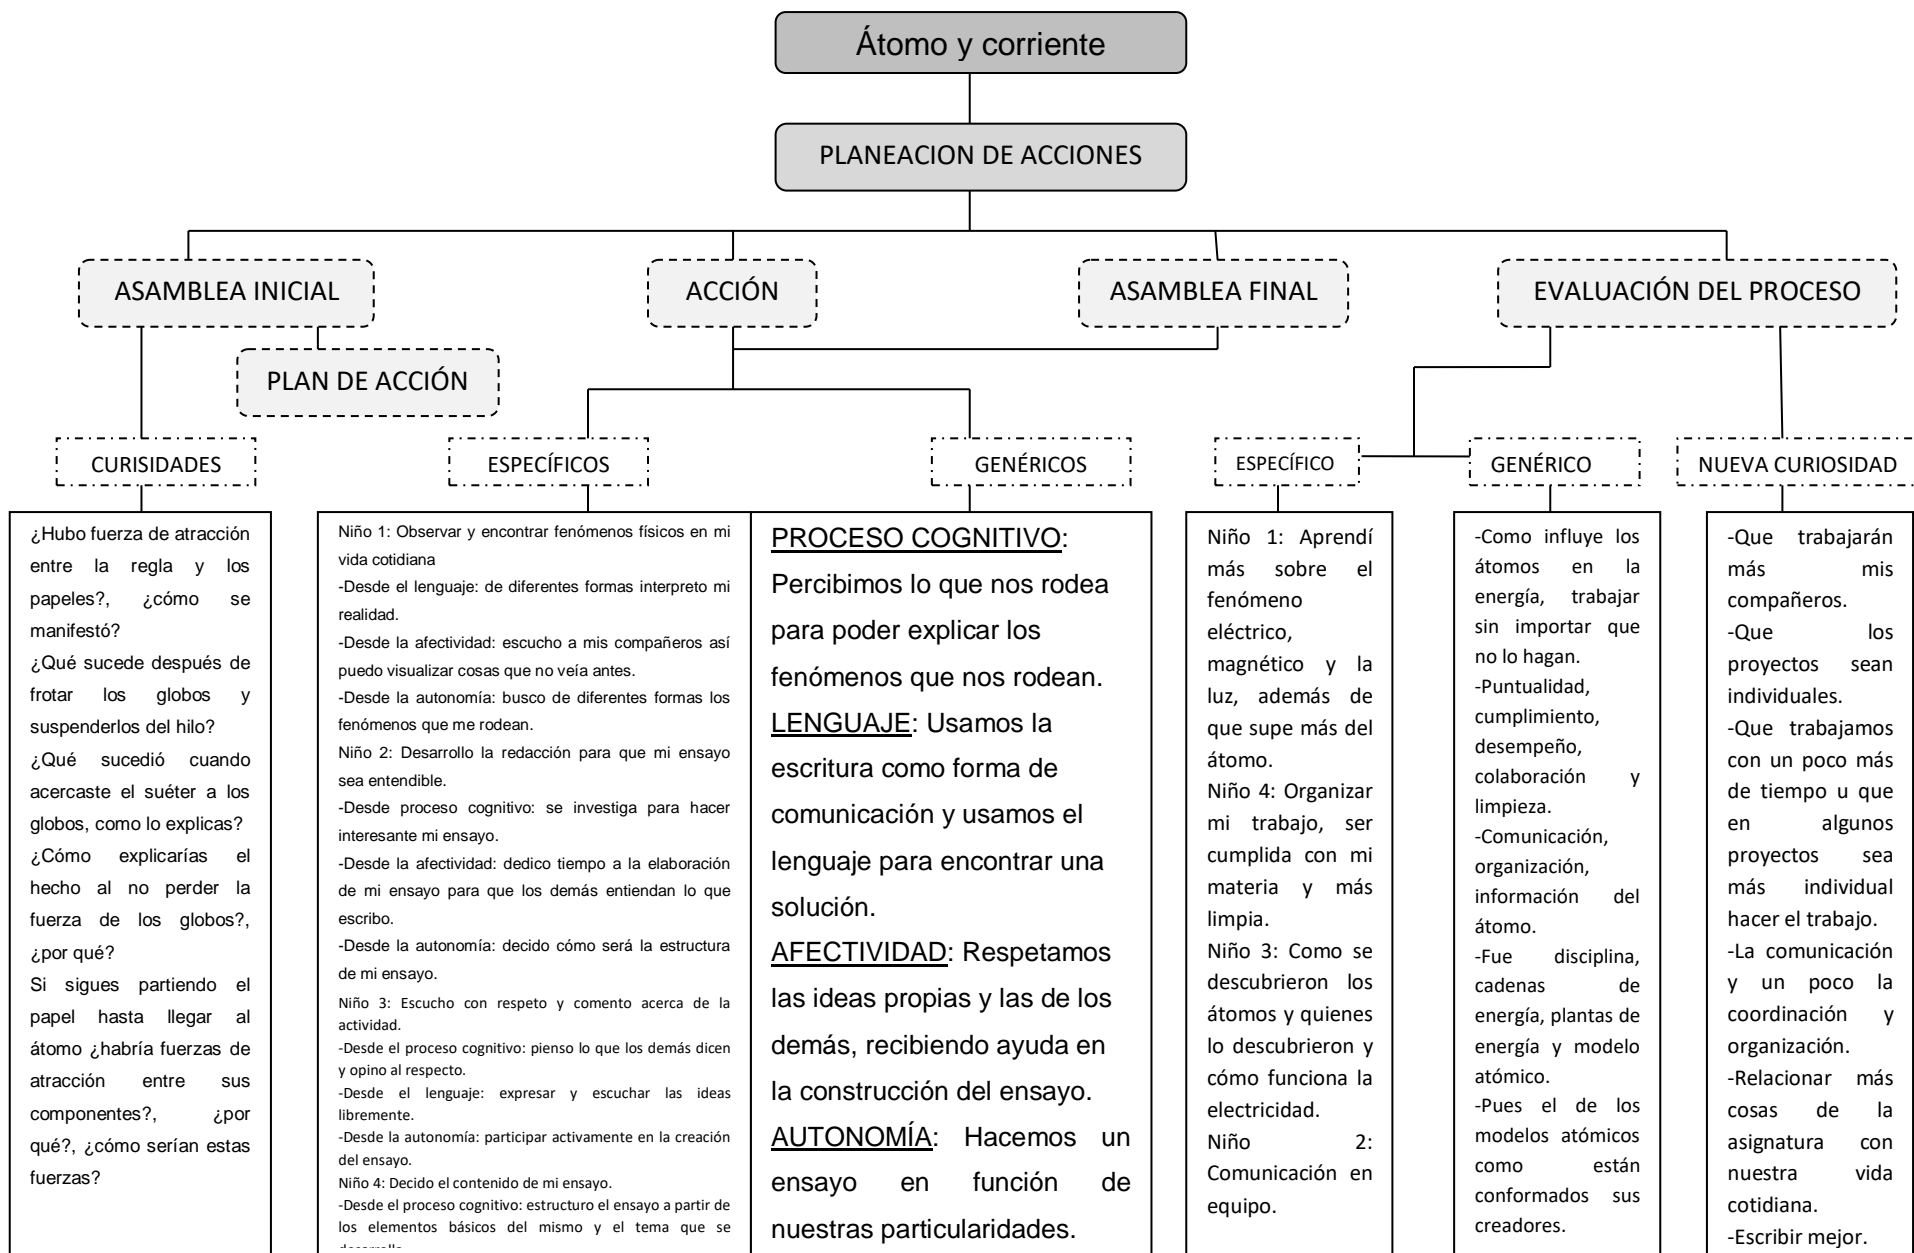 Átomo y corriente
PLANEACION DE ACCIONES
ASAMBLEA INICIAL
ACCIÓN
ASAMBLEA FINAL
EVALUACIÓN DEL PROCESO
PLAN DE ACCIÓN
CURISIDADES
ESPECÍFICOS
GENÉRICOS
ESPECÍFICO
GENÉRICO
NUEVA CURIOSIDAD
¿Hubo fuerza de atracción
entre la regla y los
papeles?, ¿cómo se
manifestó?
¿Qué sucede después de
frotar los globos y
suspenderlos del hilo?
¿Qué sucedió cuando
acercaste el suéter a los
globos, como lo explicas?
¿Cómo explicarías el
hecho al no perder la
fuerza de los globos?,
¿por qué?
Si sigues partiendo el
papel hasta llegar al
átomo ¿habría fuerzas de
atracción entre sus
componentes?, ¿por
qué?, ¿cómo serían estas
fuerzas?
Niño 1: Observar y encontrar fenómenos físicos en mi
vida cotidiana
-Desde el lenguaje: de diferentes formas interpreto mi
realidad.
-Desde la afectividad: escucho a mis compañeros así
puedo visualizar cosas que no veía antes.
-Desde la autonomía: busco de diferentes formas los
fenómenos que me rodean.
Niño 2: Desarrollo la redacción para que mi ensayo
sea entendible.
-Desde proceso cognitivo: se investiga para hacer
interesante mi ensayo.
-Desde la afectividad: dedico tiempo a la elaboración
de mi ensayo para que los demás entiendan lo que
escribo.
-Desde la autonomía: decido cómo será la estructura
de mi ensayo.
Niño 3: Escucho con respeto y comento acerca de la
actividad.
-Desde el proceso cognitivo: pienso lo que los demás dicen
y opino al respecto.
-Desde el lenguaje: expresar y escuchar las ideas
libremente.
-Desde la autonomía: participar activamente en la creación
del ensayo.
Niño 4: Decido el contenido de mi ensayo.
-Desde el proceso cognitivo: estructuro el ensayo a partir de
los elementos básicos del mismo y el tema que se
PROCESO COGNITIVO:
Percibimos lo que nos rodea
para poder explicar los
fenómenos que nos rodean.
LENGUAJE: Usamos la
escritura como forma de
comunicación y usamos el
lenguaje para encontrar una
solución.
AFECTIVIDAD: Respetamos
las ideas propias y las de los
demás, recibiendo ayuda en
la construcción del ensayo.
AUTONOMÍA: Hacemos un
ensayo en función de
nuestras particularidades.
Niño 1: Aprendí
más sobre el
fenómeno
eléctrico,
magnético y la
luz, además de
que supe más del
átomo.
Niño 4: Organizar
mi trabajo, ser
cumplida con mi
materia y más
limpia.
Niño 3: Como se
descubrieron los
átomos y quienes
lo descubrieron y
cómo funciona la
electricidad.
Niño 2:
Comunicación en
equipo.
-Como influye los
átomos en la
energía, trabajar
sin importar que
no lo hagan.
-Puntualidad,
cumplimiento,
desempeño,
colaboración y
limpieza.
-Comunicación,
organización,
información del
átomo.
-Fue disciplina,
cadenas de
energía, plantas de
energía y modelo
atómico.
-Pues el de los
modelos atómicos
como están
conformados sus
creadores.
-Que trabajarán
más mis
compañeros.
-Que los
proyectos sean
individuales.
-Que trabajamos
con un poco más
de tiempo u que
en algunos
proyectos sea
más individual
hacer el trabajo.
-La comunicación
y un poco la
coordinación y
organización.
-Relacionar más
cosas de la
asignatura con
nuestra vida
cotidiana.
-Escribir mejor.